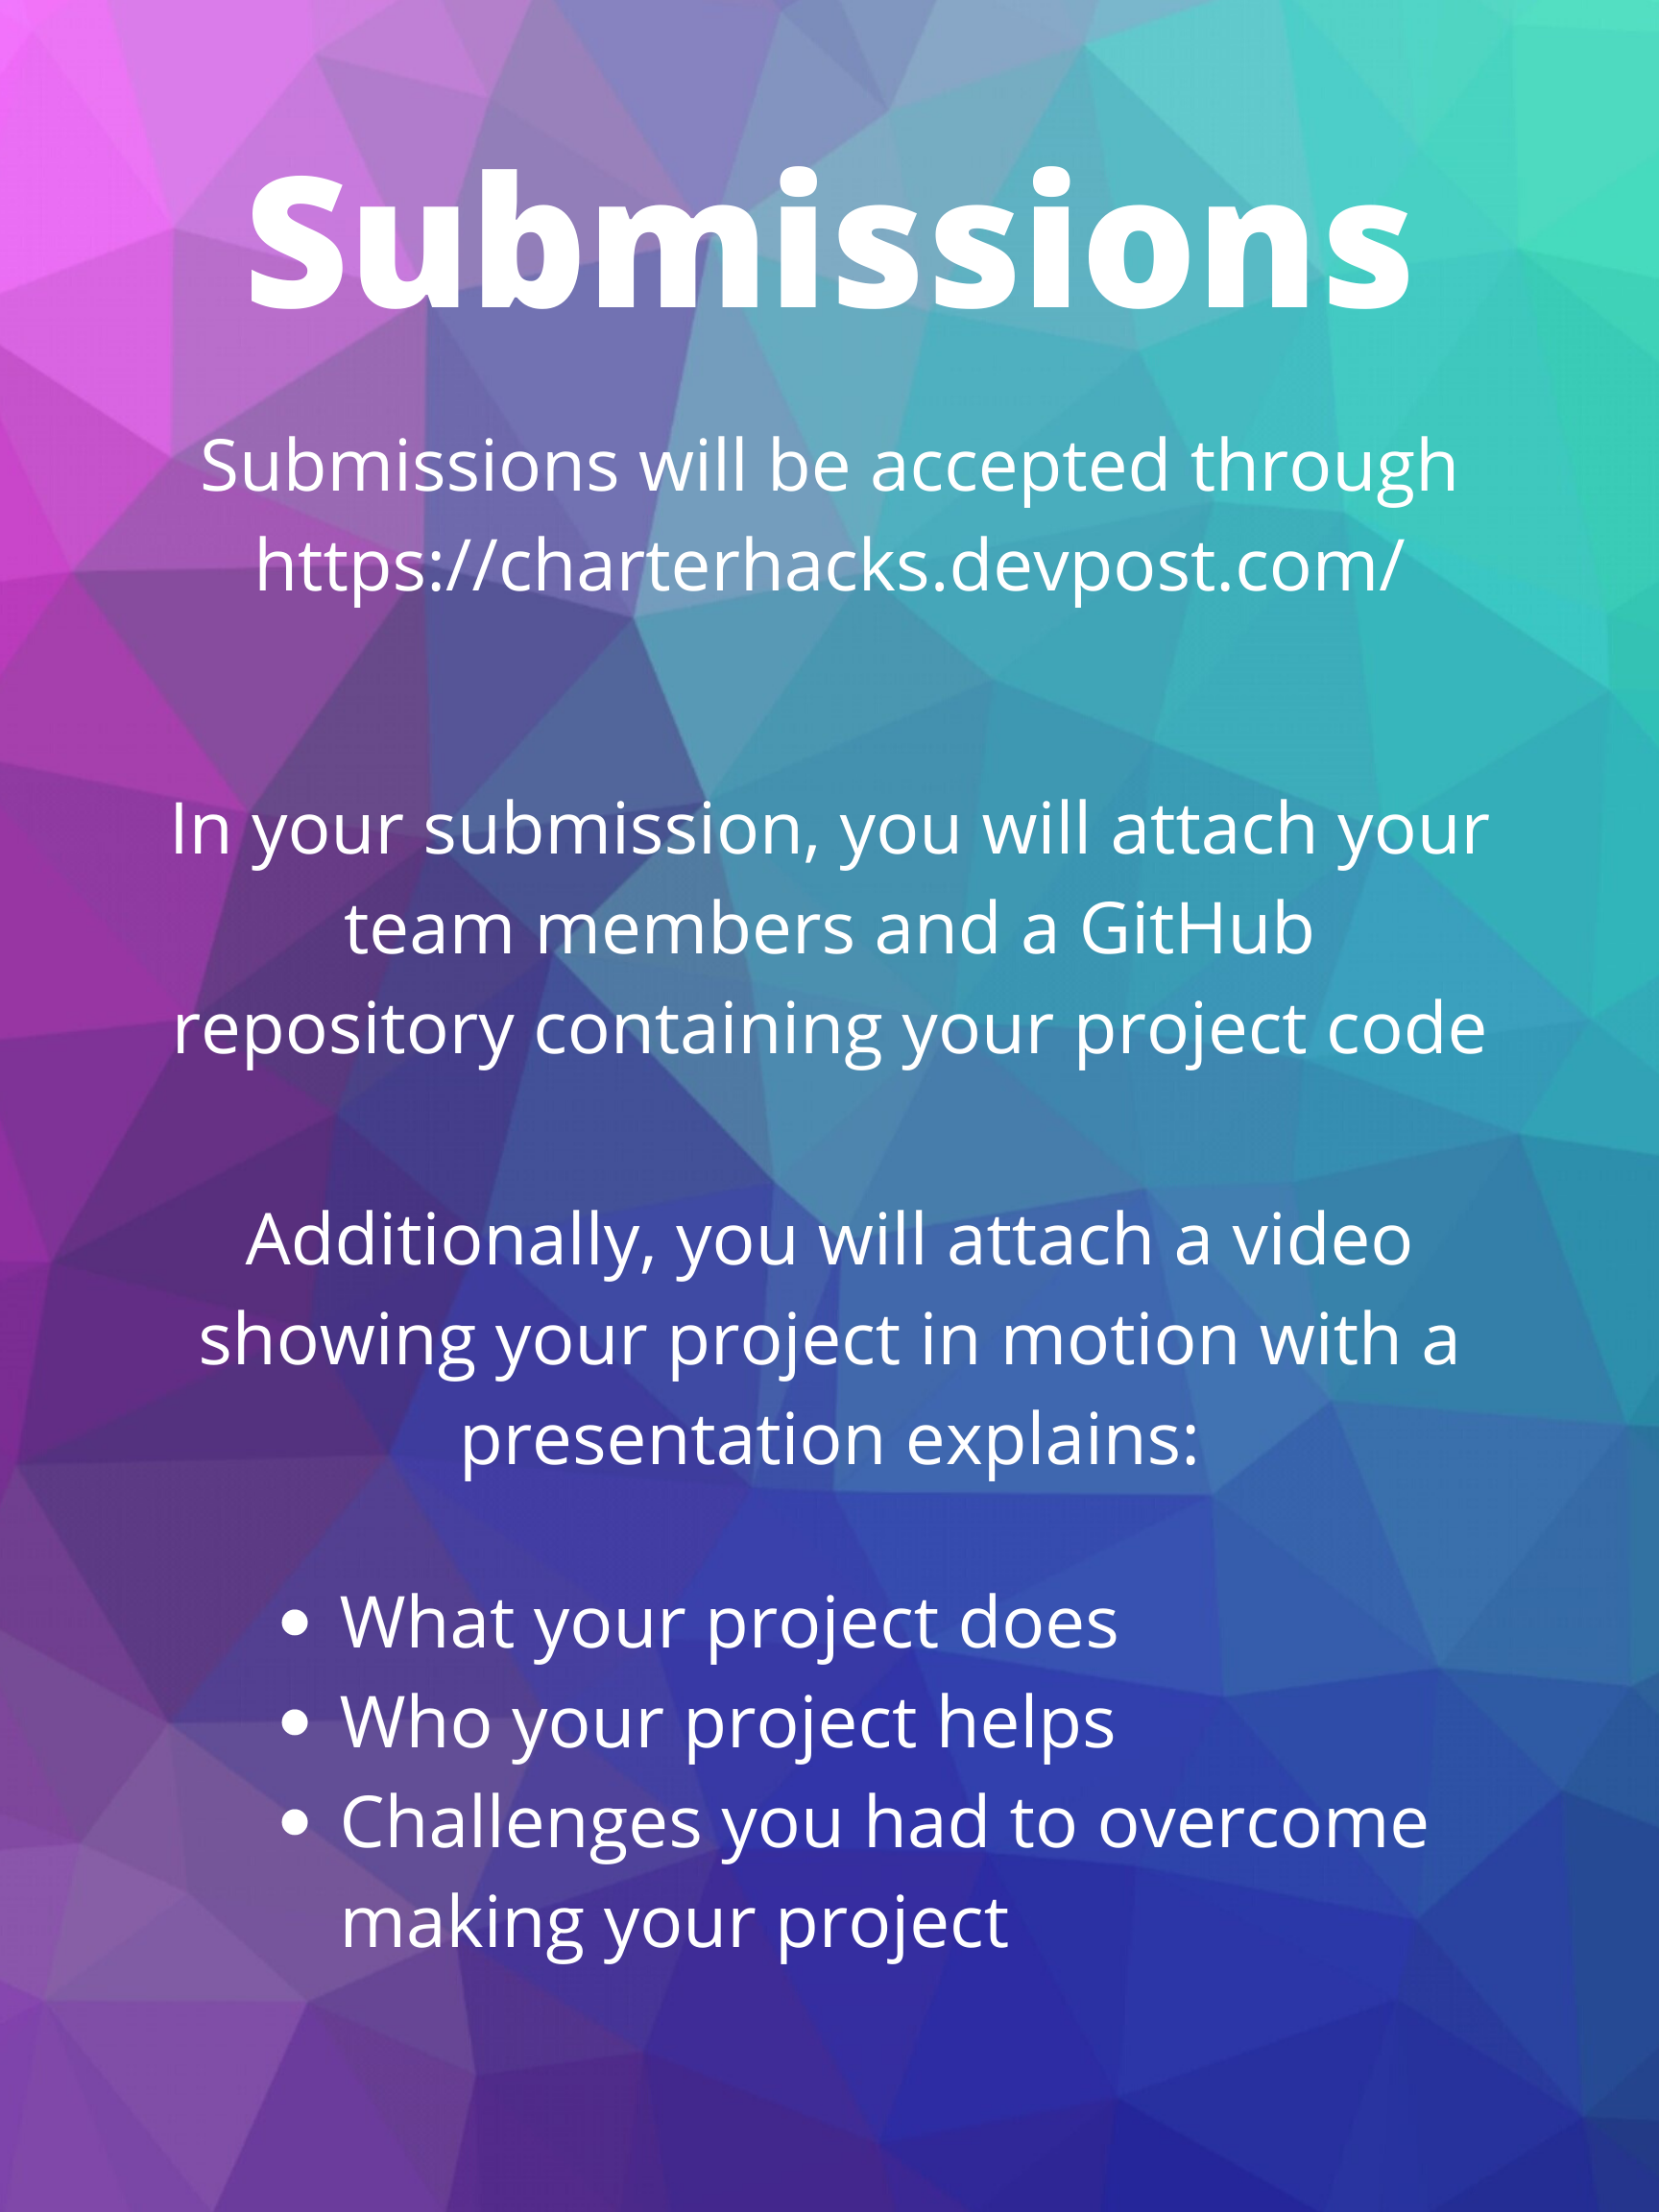 Submissions
Submissions will be accepted through
https://charterhacks.devpost.com/
In your submission, you will attach your
team members and a GitHub
repository containing your project code
Additionally, you will attach a video
showing your project in motion with a
presentation explains:
• What your project does
• Who your project helps
• Challenges you had to overcome
making your project